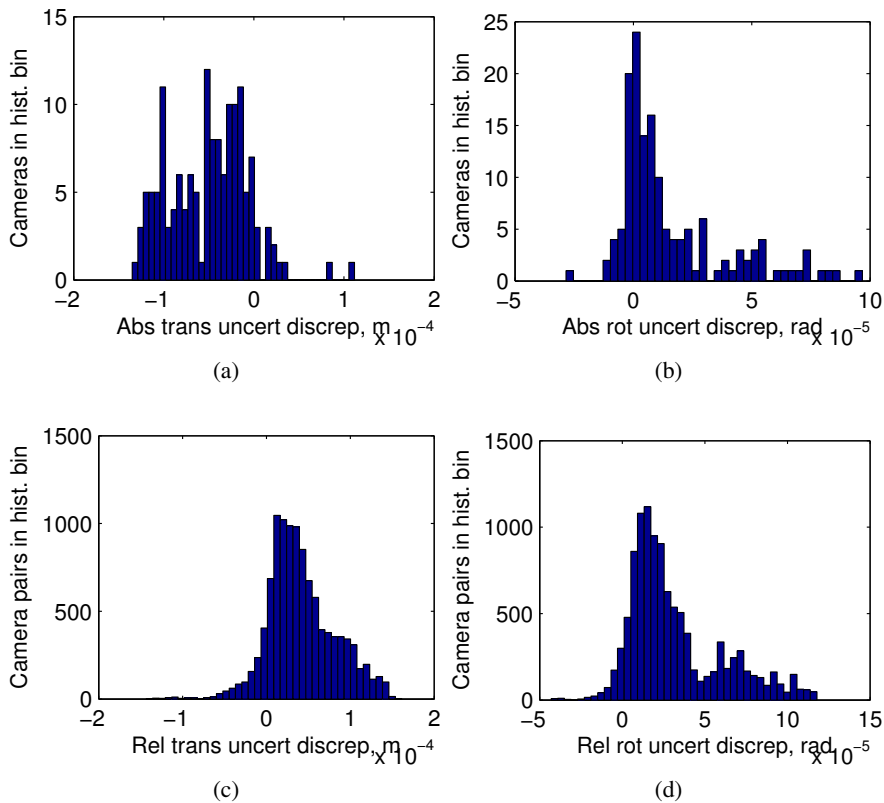 15
10
5
0
Cameras in hist. bin
−2
−1
0
1
2
Abs trans uncert discrep, m
x 10−4
(a)
25
20
15
10
5
0
Cameras in hist. bin
−5
0
5
10
Abs rot uncert discrep, rad
x 10−5
(b)
1500
1000
500
0
Camera pairs in hist. bin
−2
−1
0
1
2
Rel trans uncert discrep, m
x 10−4
(c)
1500
1000
500
0
Camera pairs in hist. bin
−5
0
5
10
15
Rel rot uncert discrep, rad
x 10−5
(d)